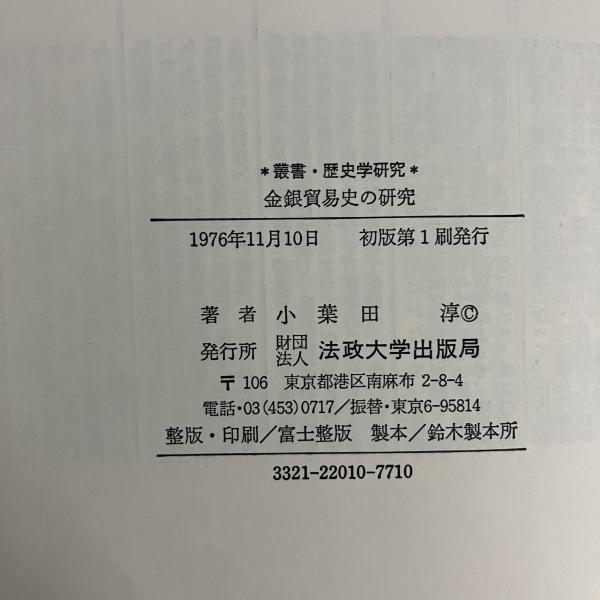 *叢書・歴史学研究*
金銀貿易史の研究
1976年11月10日 初版第1刷発行
著者 小葉田 淳©
発行所 財団法人 法政大学出版局
〒106 東京都港区南麻布 2-8-4
電話・03(453)0717/振替・東京6-95814
整版・印刷/富士整版 製本/鈴木製本所
3321-22010-7710